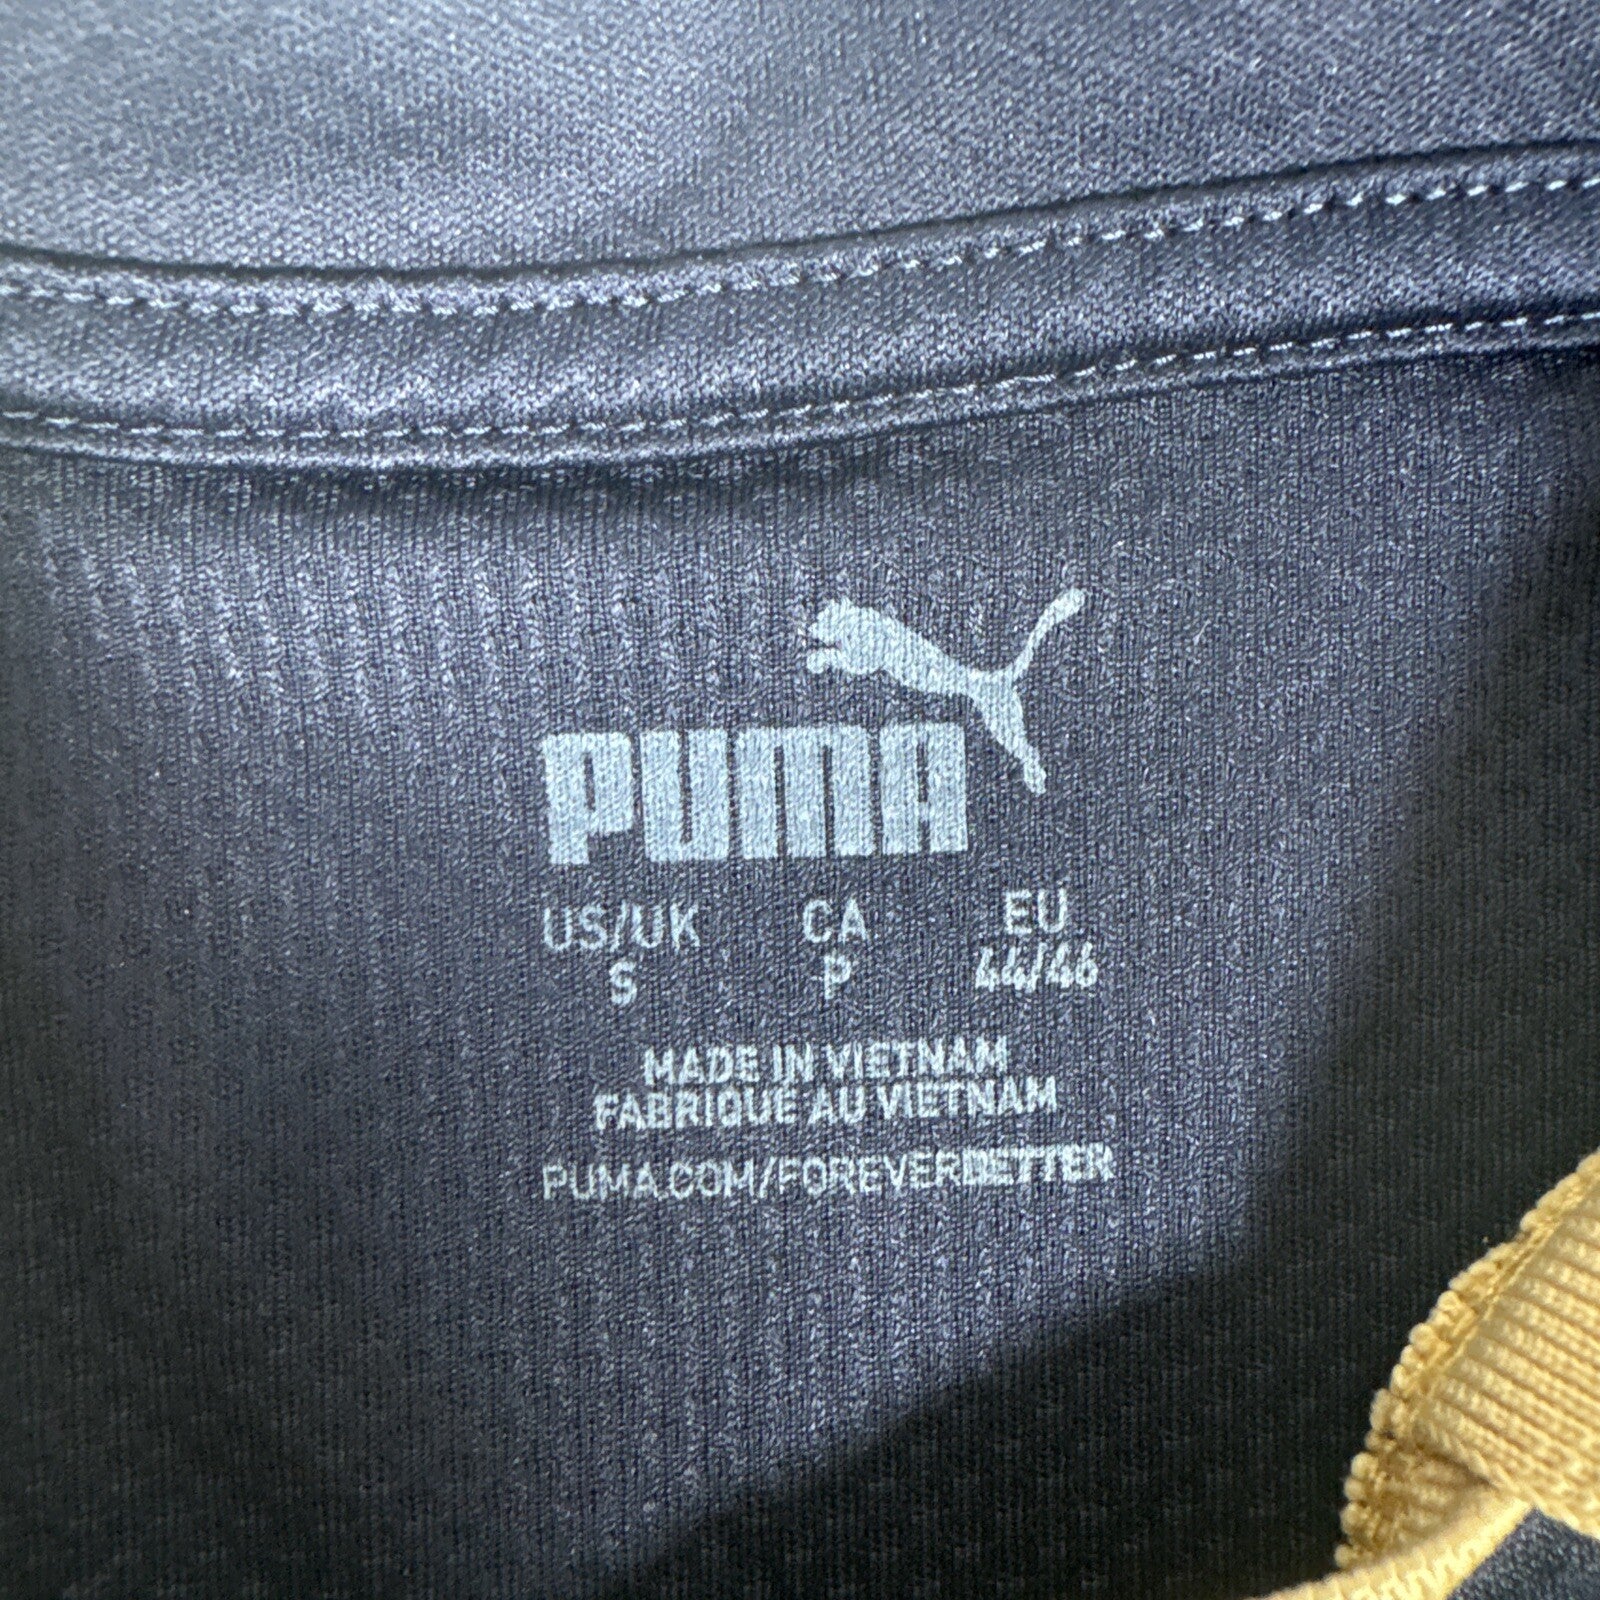 PUMA
US/UK CA EU
S P 44/46
MADE IN VIETNAM
FABRIQUE AU VIETNAM
PUMA.COM/FOREVERBETTER